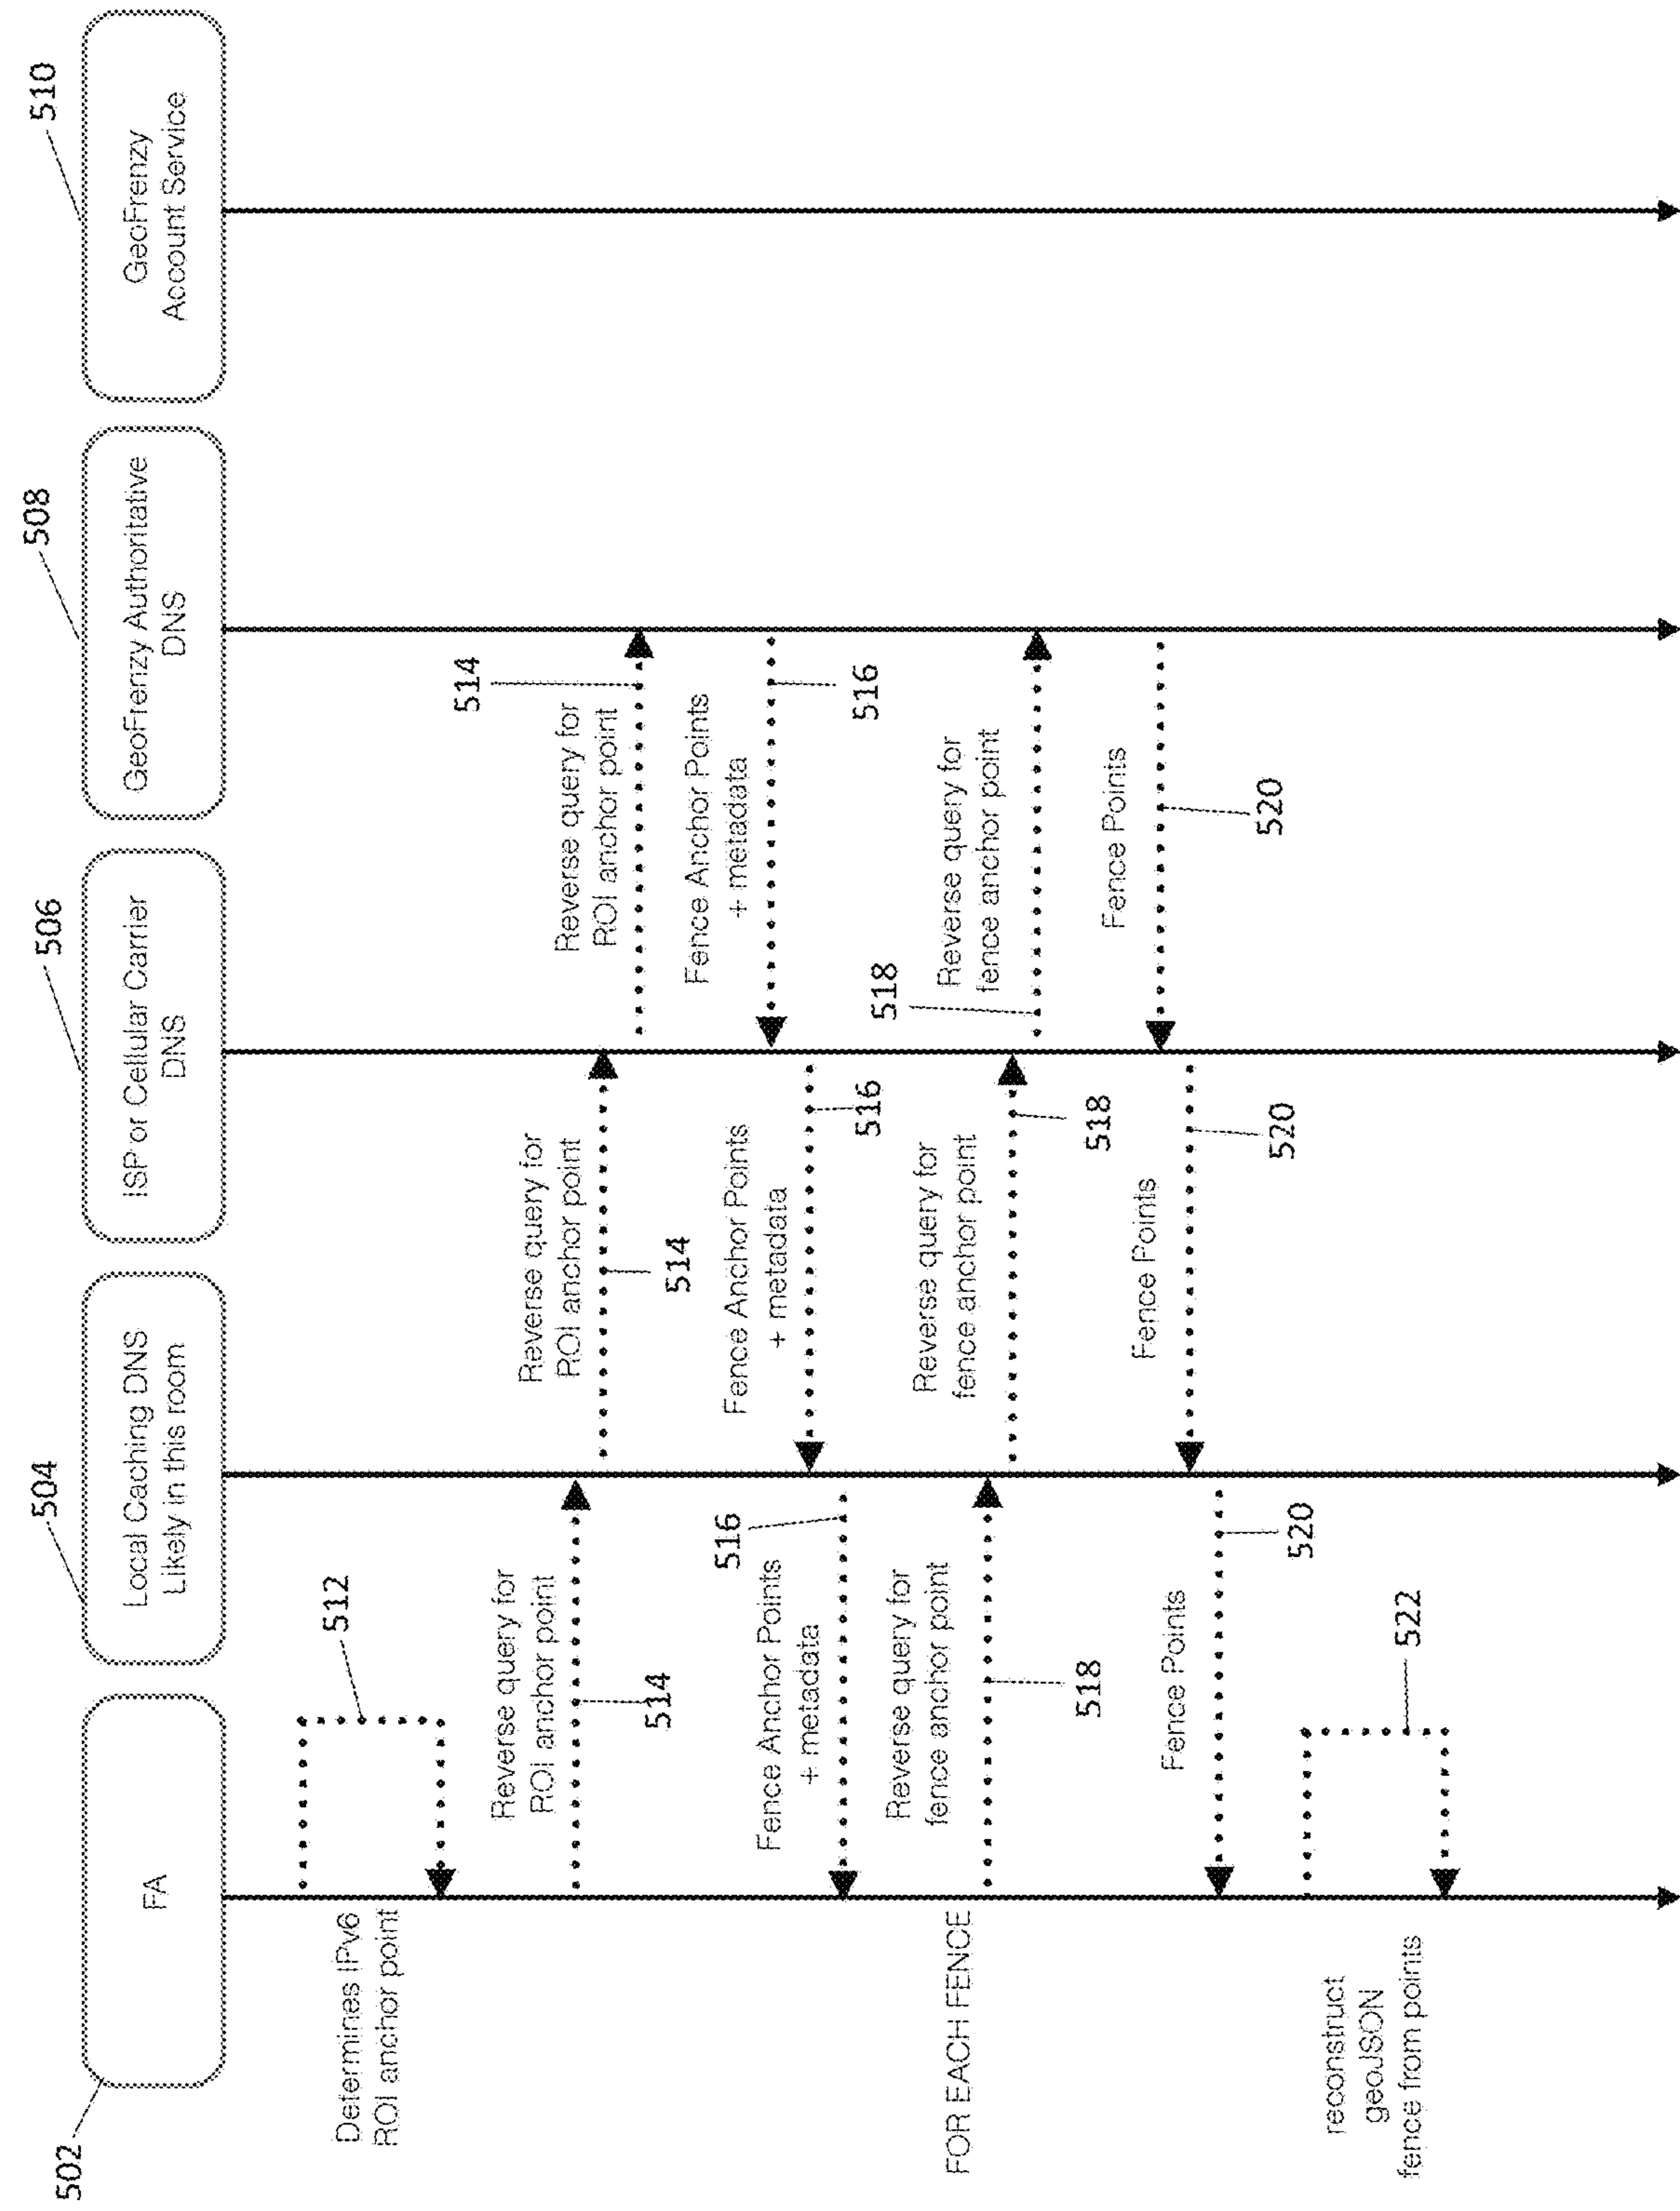 502
FA
504
Local Caching DNS
Likely in this room
506
ISP or Cellular Carrier
DNS
508
GeoFrenzy Authoritative
DNS
510
GeoFrenzy
Account Service
Determines IPv6
ROI anchor point
512
Reverse query for
ROI anchor point
514
Reverse query for
ROI anchor point
514
Reverse query for
ROI anchor point
514
Fence Anchor Points
+ metadata
516
Fence Anchor Points
+ metadata
516
Fence Anchor Points
+ metadata
516
FOR EACH FENCE
Reverse query for
fence anchor point
518
Reverse query for
fence anchor point
518
Reverse query for
fence anchor point
518
Fence Points
520
Fence Points
520
Fence Points
520
reconstruct
geoJSON
fence from points
522